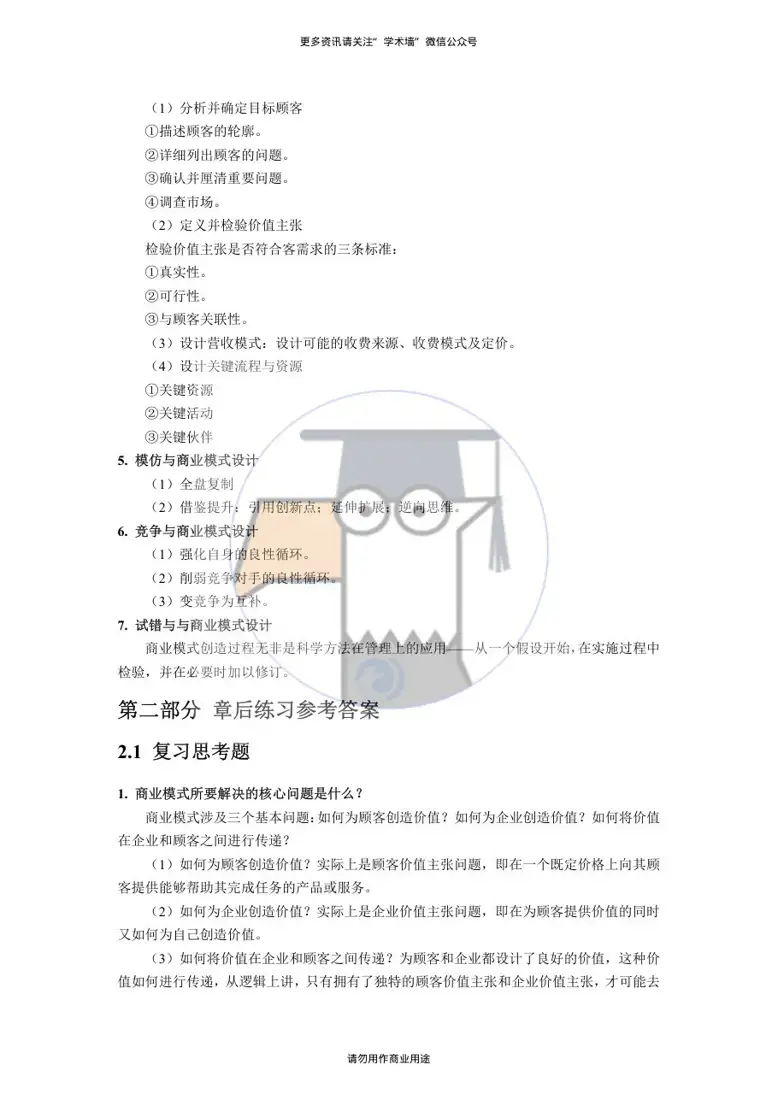 更多资讯请关注“学术墙”微信公众号
（1）分析并确定目标顾客
①描述顾客的轮廓。
②详细列出顾客的问题。
③确认并厘清重要问题。
④调查市场。
（2）定义并检验价值主张
检验价值主张是否符合客需求的三条标准：
①真实性。
②可行性。
③与顾客关联性。
（3）设计营收模式：设计可能的收费来源、收费模式及定价。
（4）设计关键流程与资源
①关键资源
②关键活动
③关键伙伴
5. 模仿与商业模式设计
（1）全盘复制
（2）借鉴提升：引用创新点；延伸扩展；逆向思维。
6. 竞争与商业模式设计
（1）强化自身的良性循环。
（2）削弱竞争对手的良性循环。
（3）变竞争为互补。
7. 试错与与商业模式设计
商业模式创造过程无非是科学方法在管理上的应用——从一个假设开始，在实施过程中
检验，并在必要时加以修订。
第二部分 章后练习参考答案
2.1 复习思考题
1. 商业模式所要解决的核心问题是什么？
商业模式涉及三个基本问题：如何为顾客创造价值？如何为企业创造价值？如何将价值
在企业和顾客之间进行传递？
（1）如何为顾客创造价值？实际上是顾客价值主张问题，即在一个既定价格上向其顾
客提供能够帮助其完成任务的产品或服务。
（2）如何为企业创造价值？实际上是企业价值主张问题，即在为顾客提供价值的同时
又如何为自己创造价值。
（3）如何将价值在企业和顾客之间传递？为顾客和企业都设计了良好的价值，这种价
值如何进行传递，从逻辑上讲，只有拥有了独特的顾客价值主张和企业价值主张，才可能去
请勿用作商业用途